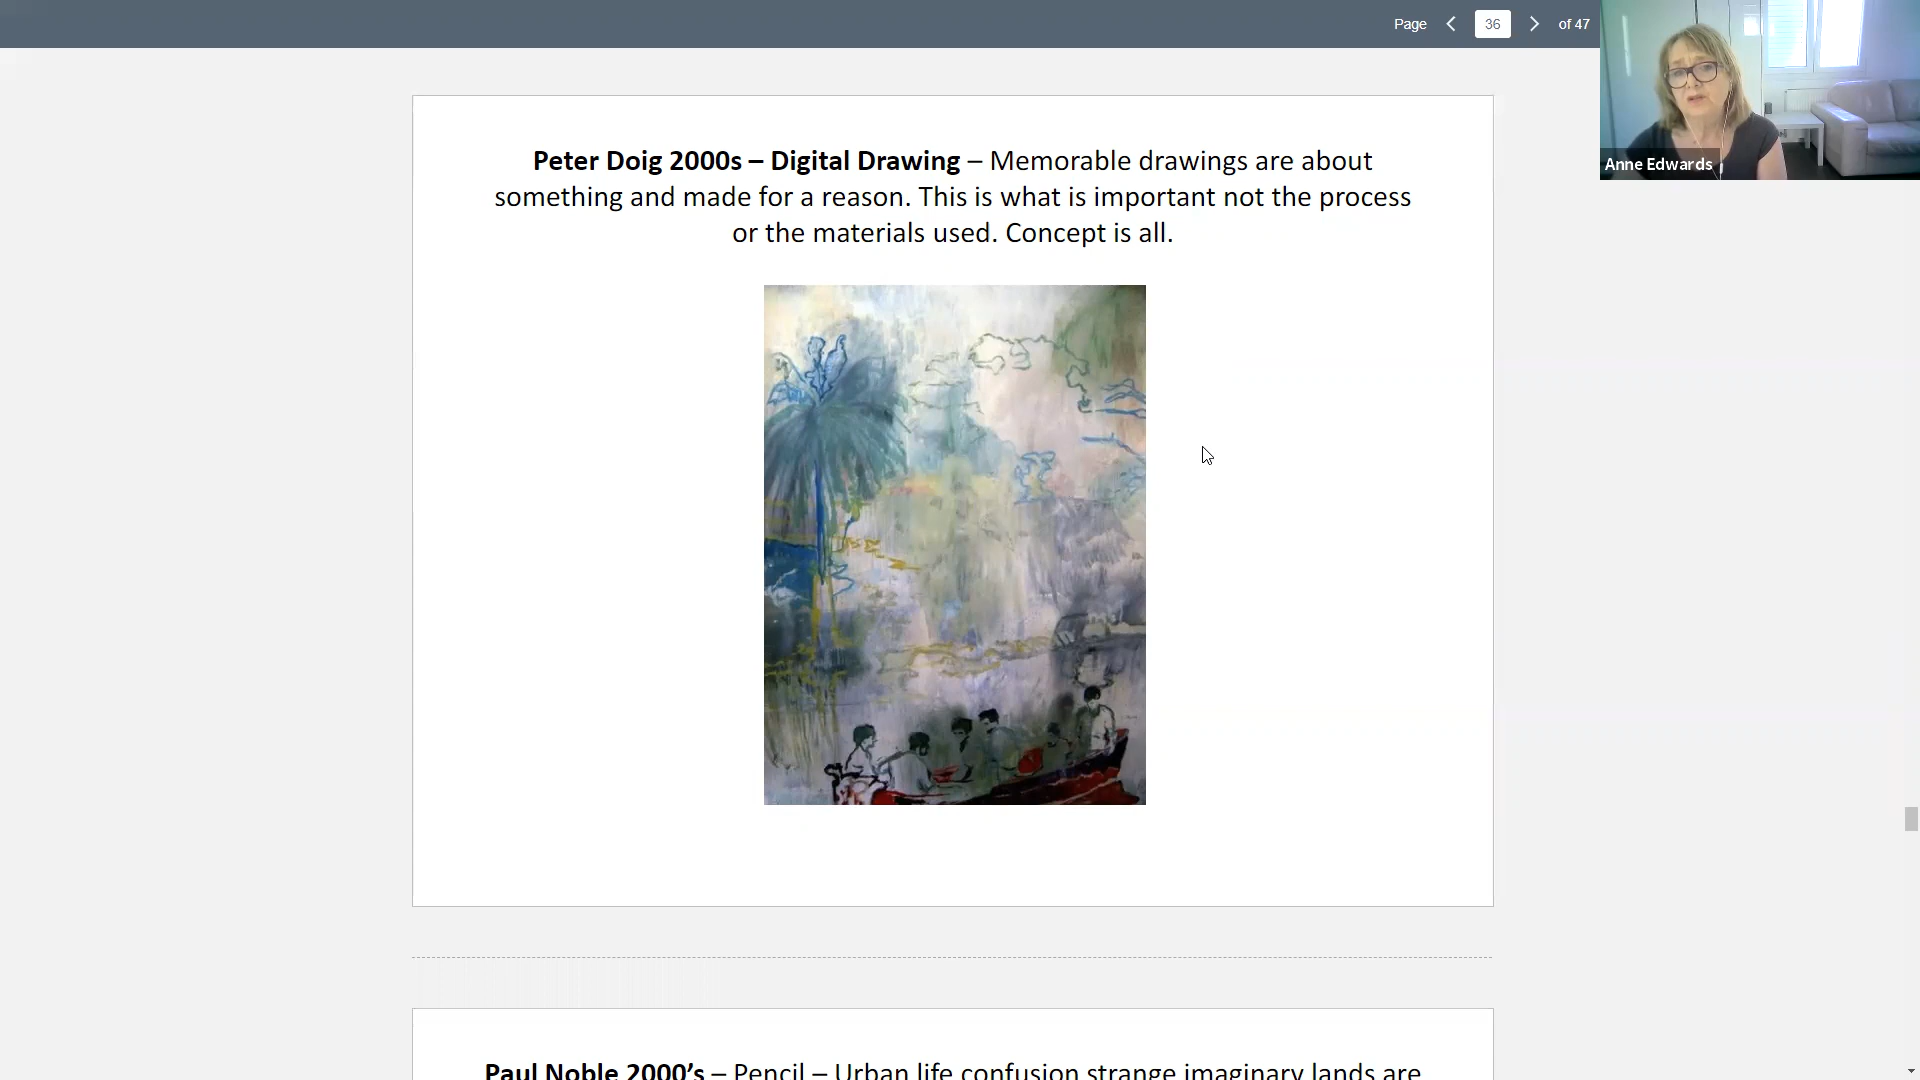 Page 36 of 47
Anne Edwards
Peter Doig 2000s – Digital Drawing – Memorable drawings are about
something and made for a reason. This is what is important not the process
or the materials used. Concept is all.
Paul Noble 2000’s – Pencil – Urban life confusion strange imaginary lands are